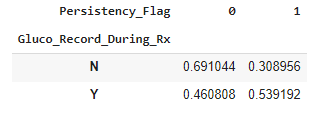 Persistency_Flag 0 1
Gluco_Record_During_Rx
N 0.691044 0.308956
Y 0.460808 0.539192